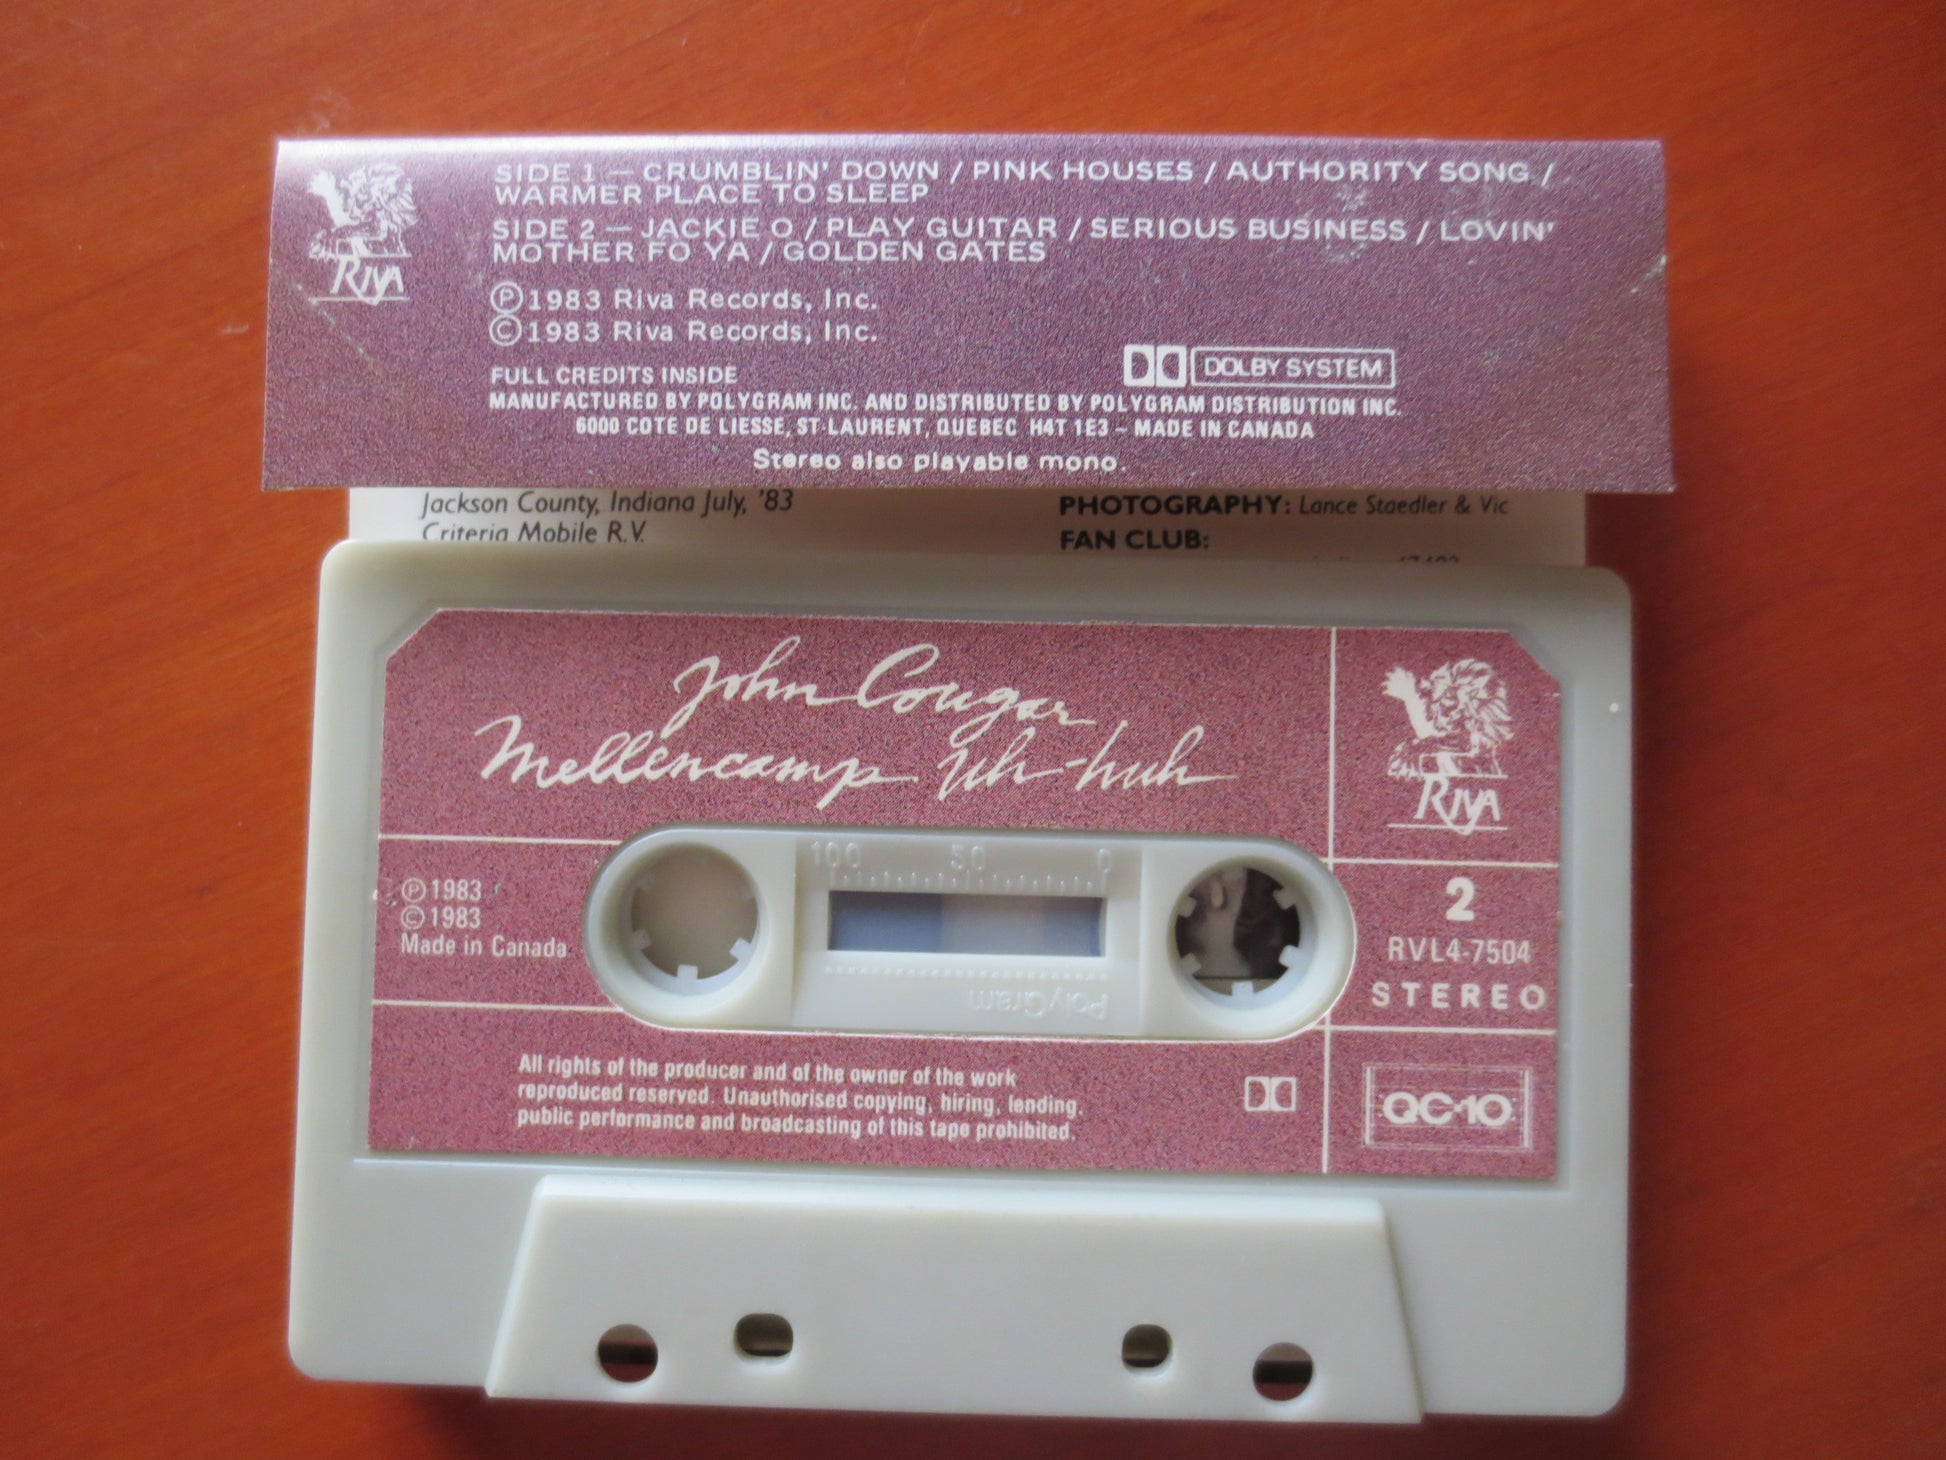 SIDE 1 — CRUMBLIN' DOWN / PINK HOUSES / AUTHORITY SONG /
WARMER PLACE TO SLEEP
SIDE 2 — JACKIE O / PLAY GUITAR / SERIOUS BUSINESS / LOVIN'
MOTHER FO YA / GOLDEN GATES
RIVA
Ⓟ1983 Riva Records, Inc.
©1983 Riva Records, Inc.
DOLBY SYSTEM
FULL CREDITS INSIDE
MANUFACTURED BY POLYGRAM INC. AND DISTRIBUTED BY POLYGRAM DISTRIBUTION INC.
6000 COTE DE LIESSE, ST-LAURENT, QUEBEC H4T 1E3 – MADE IN CANADA
Stereo also playable mono.
Jackson County, Indiana July, '83
Criteria Mobile R.V.
PHOTOGRAPHY: Lance Staedler & Vic
FAN CLUB:
John Cougar
Mellencamp Uh-huh
RIVA
100 50 0
Ⓟ1983
©1983
Made in Canada
2
RVL4-7504
STEREO
PolyGram
All rights of the producer and of the owner of the work
reproduced reserved. Unauthorised copying, hiring, lending,
public performance and broadcasting of this tape prohibited.
QC-10